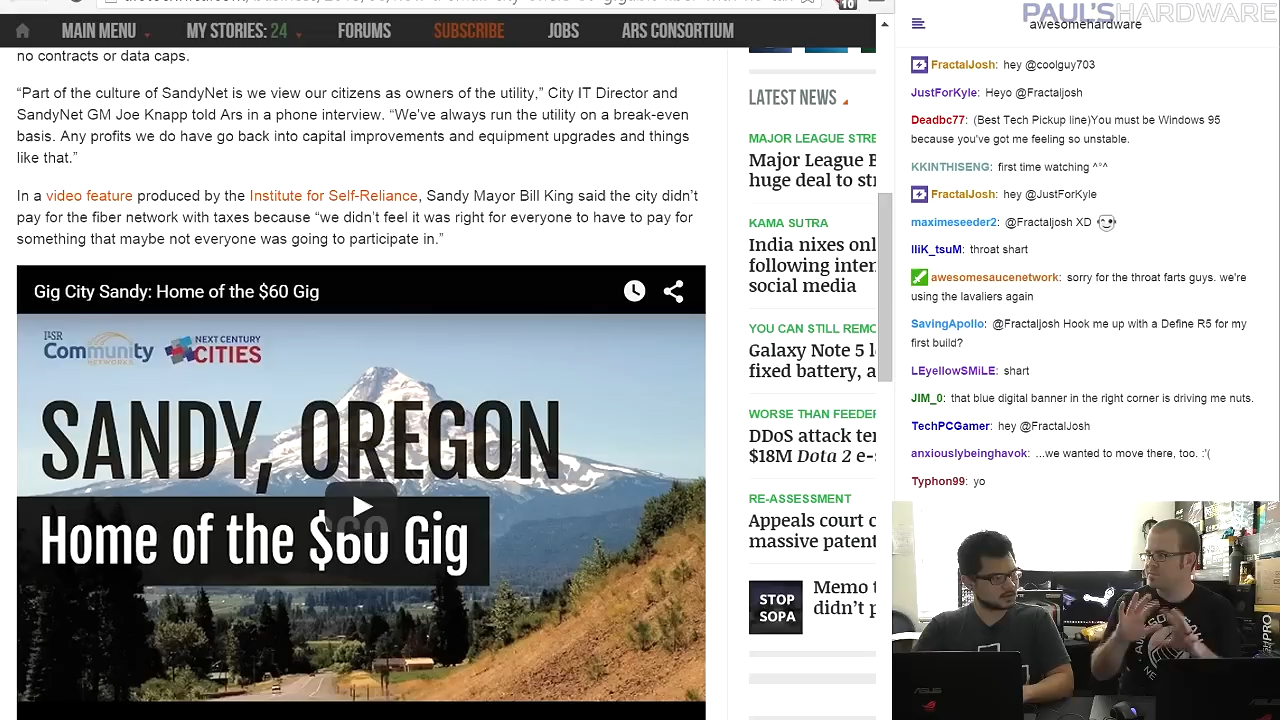 10
MAIN MENU
MY STORIES: 24
FORUMS
SUBSCRIBE
JOBS
ARS CONSORTIUM
no contracts or data caps.
“Part of the culture of SandyNet is we view our citizens as owners of the utility,” City IT Director and
SandyNet GM Joe Knapp told Ars in a phone interview. “We've always run the utility on a break-even
basis. Any profits we do have go back into capital improvements and equipment upgrades and things
like that.”
In a video feature produced by the Institute for Self-Reliance, Sandy Mayor Bill King said the city didn’t
pay for the fiber network with taxes because “we didn’t feel it was right for everyone to have to pay for
something that maybe not everyone was going to participate in.”
Gig City Sandy: Home of the $60 Gig
ILSR
Community
NETWORKS
NEXT CENTURY
CITIES
SANDY, OREGON
Home of the $60 Gig
LATEST NEWS
MAJOR LEAGUE STRE
Major League B
huge deal to str
KAMA SUTRA
India nixes onl
following inter
social media
YOU CAN STILL REMO
Galaxy Note 5 l
fixed battery, a
WORSE THAN FEEDER
DDoS attack ter
$18M Dota 2 e-s
RE-ASSESSMENT
Appeals court c
massive patent
STOP
SOPA
Memo t
didn’t p
PAUL'SHARDWARE
awesomehardware
FractalJosh: hey @coolguy703
JustForKyle: Heyo @Fractaljosh
Deadbc77: (Best Tech Pickup line)You must be Windows 95
because you've got me feeling so unstable.
KKINTHISENG: first time watching ^°^
FractalJosh: hey @JustForKyle
maximeseeder2: @Fractaljosh XD
IliK_tsuM: throat shart
awesomesaucenetwork: sorry for the throat farts guys. we're
using the lavaliers again
SavingApollo: @Fractaljosh Hook me up with a Define R5 for my
first build?
LEyellowSMiLE: shart
JIM_0: that blue digital banner in the right corner is driving me nuts.
TechPCGamer: hey @FractalJosh
anxiouslybeinghavok: ...we wanted to move there, too. :'(
Typhon99: yo
ASUS